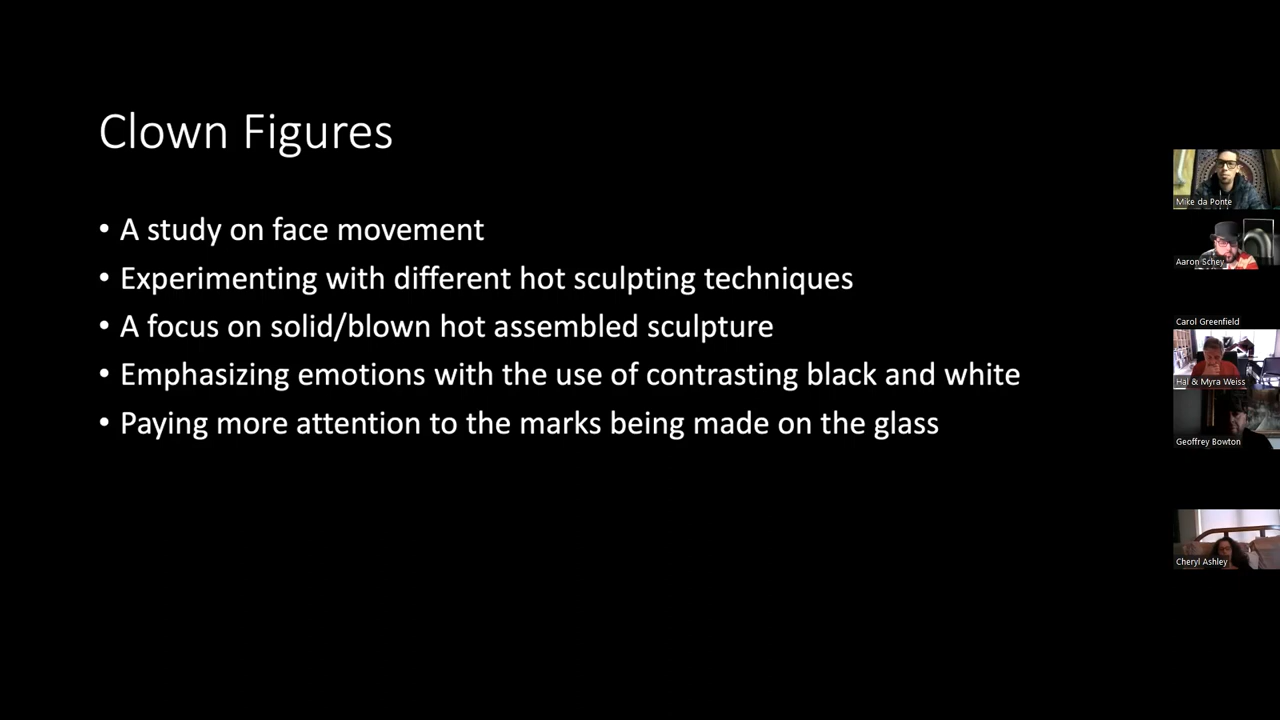 Clown Figures
• A study on face movement
• Experimenting with different hot sculpting techniques
• A focus on solid/blown hot assembled sculpture
• Emphasizing emotions with the use of contrasting black and white
• Paying more attention to the marks being made on the glass
Mike da Ponte
Aaron Schey
Carol Greenfield
Hal & Myra Weiss
Geoffrey Bowton
Cheryl Ashley